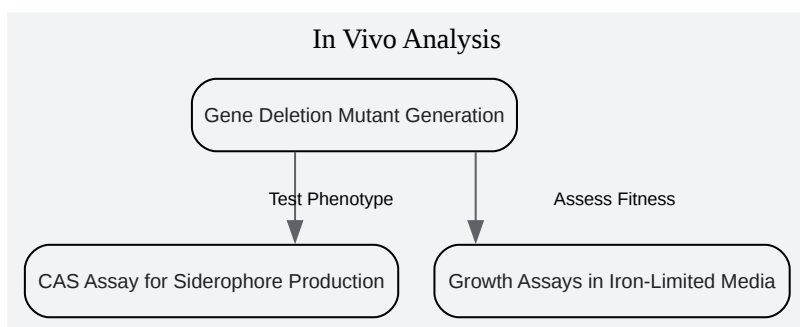 In Vivo Analysis
Gene Deletion Mutant Generation
Test Phenotype
Assess Fitness
CAS Assay for Siderophore Production
Growth Assays in Iron-Limited Media